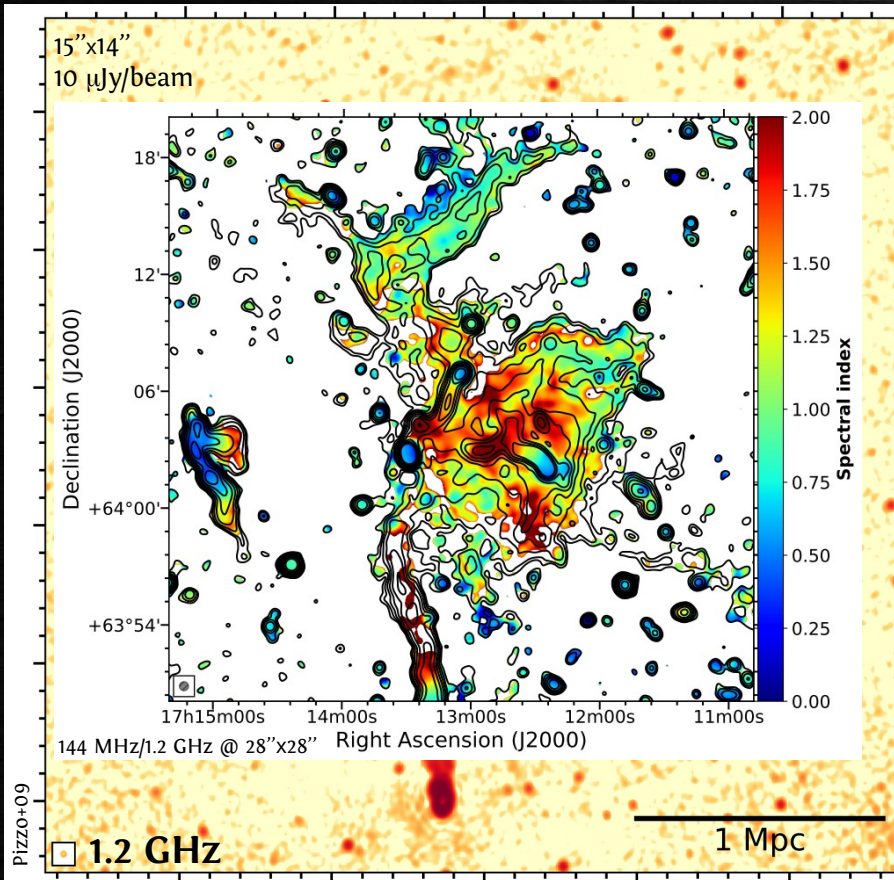 15”x14”
10 μJy/beam
2.00
18'
1.75
1.50
12'
1.25
06'
1.00
0.75
+64°00'
0.50
+63°54'
0.25
0.00
Declination (J2000)
Spectral index
17h15m00s 14m00s 13m00s 12m00s 11m00s
144 MHz/1.2 GHz @ 28”x28”
Right Ascension (J2000)
Pizzo+09
1.2 GHz
1 Mpc